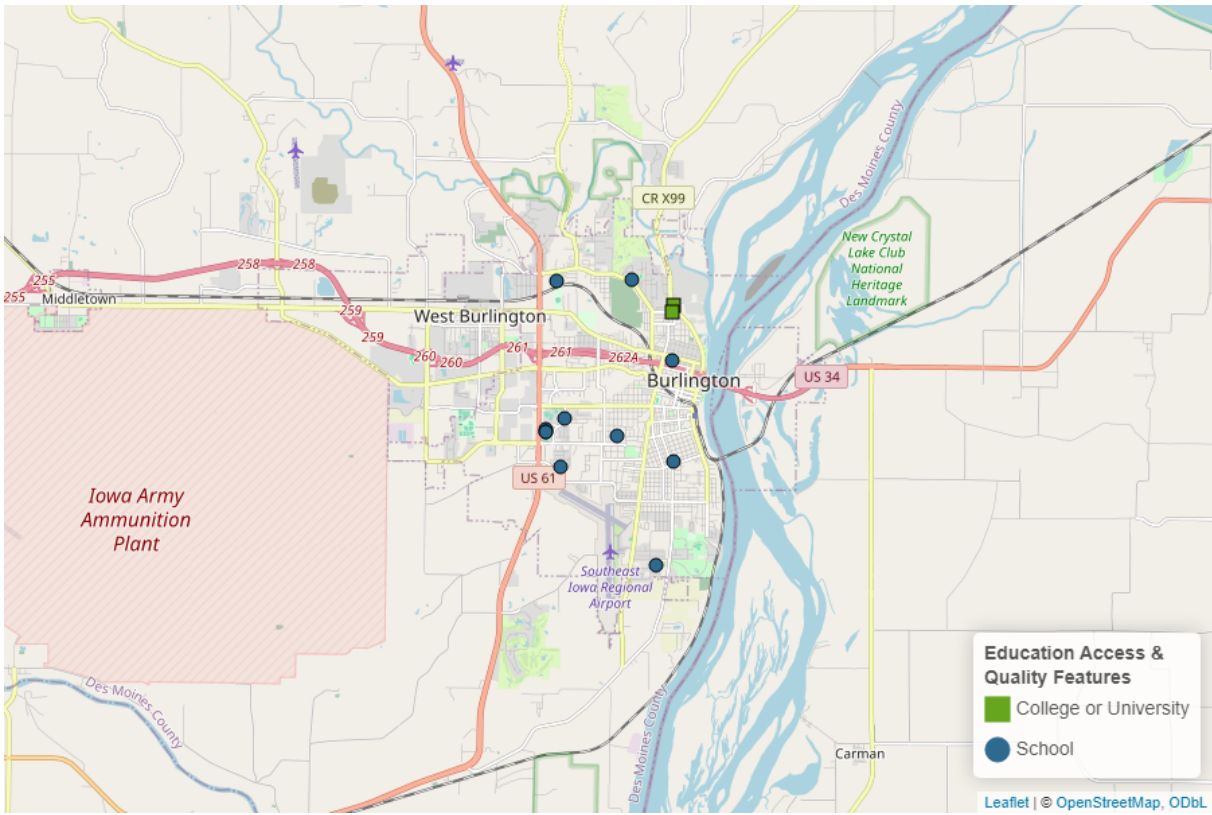 CR X99
Des Moines County
New Crystal
Lake Club
National
Heritage
Landmark
258
258
255
255
Middletown
259
259
West Burlington
260
260
261
261
262A
Burlington
US 34
US 61
Iowa Army
Ammunition
Plant
Southeast
Iowa Regional
Airport
Des Moines County
Des Moines County
Carman
Education Access &
Quality Features
College or University
School
Leaflet | © OpenStreetMap, ODbL